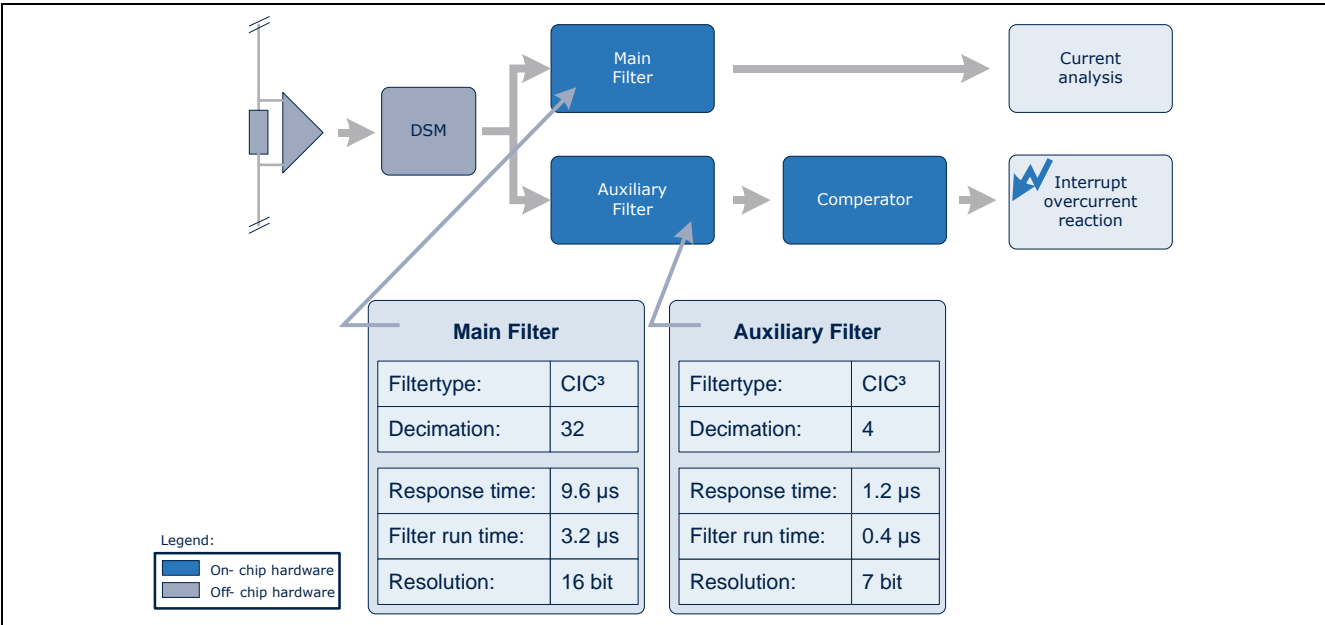 Main
Filter
Current
analysis
DSM
Auxiliary
Filter
Comperator
Interrupt
overcurrent
reaction
Main Filter
Filtertype: CIC³
Decimation: 32
Response time: 9.6 µs
Filter run time: 3.2 µs
Resolution: 16 bit
Auxiliary Filter
Filtertype: CIC³
Decimation: 4
Response time: 1.2 µs
Filter run time: 0.4 µs
Resolution: 7 bit
Legend:
On- chip hardware
Off- chip hardware